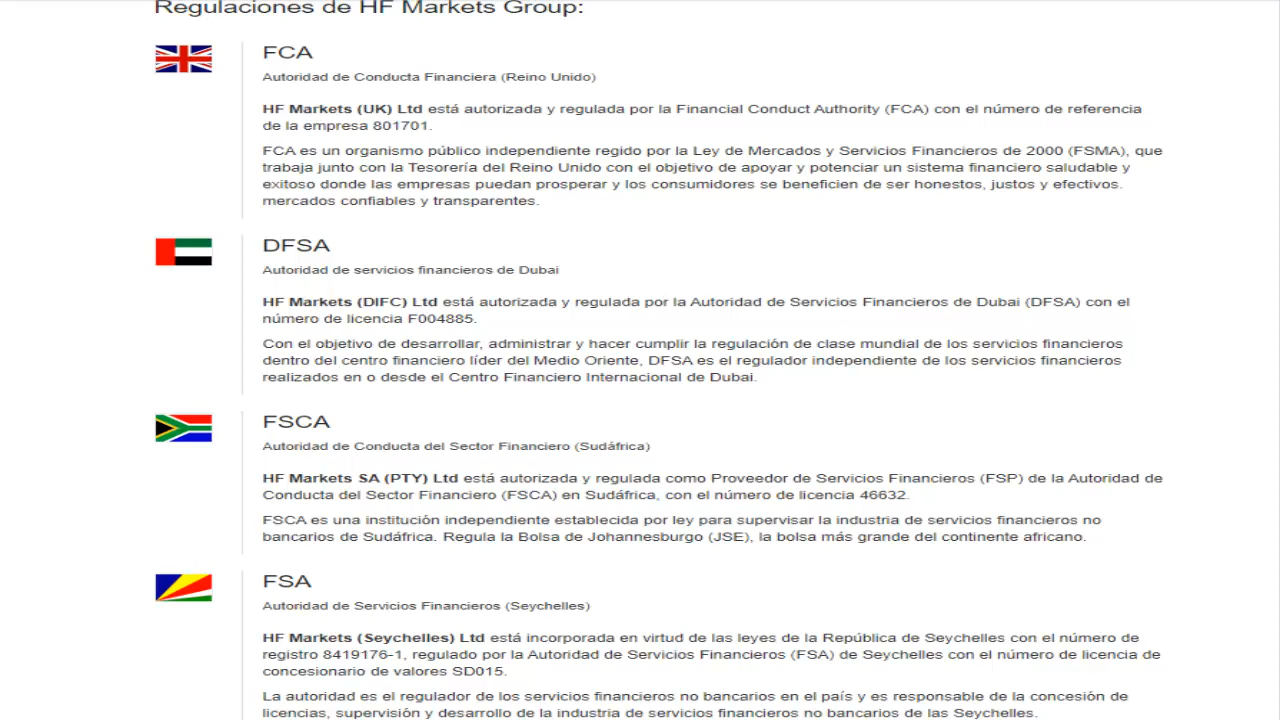 Regulaciones de HF Markets Group:
FCA
Autoridad de Conducta Financiera (Reino Unido)
HF Markets (UK) Ltd está autorizada y regulada por la Financial Conduct Authority (FCA) con el número de referencia
de la empresa 801701.
FCA es un organismo público independiente regido por la Ley de Mercados y Servicios Financieros de 2000 (FSMA), que
trabaja junto con la Tesorería del Reino Unido con el objetivo de apoyar y potenciar un sistema financiero saludable y
exitoso donde las empresas puedan prosperar y los consumidores se beneficien de ser honestos, justos y efectivos.
mercados confiables y transparentes.
DFSA
Autoridad de servicios financieros de Dubai
HF Markets (DIFC) Ltd está autorizada y regulada por la Autoridad de Servicios Financieros de Dubai (DFSA) con el
número de licencia F004885.
Con el objetivo de desarrollar, administrar y hacer cumplir la regulación de clase mundial de los servicios financieros
dentro del centro financiero líder del Medio Oriente, DFSA es el regulador independiente de los servicios financieros
realizados en o desde el Centro Financiero Internacional de Dubai.
FSCA
Autoridad de Conducta del Sector Financiero (Sudáfrica)
HF Markets SA (PTY) Ltd está autorizada y regulada como Proveedor de Servicios Financieros (FSP) de la Autoridad de
Conducta del Sector Financiero (FSCA) en Sudáfrica, con el número de licencia 46632.
FSCA es una institución independiente establecida por ley para supervisar la industria de servicios financieros no
bancarios de Sudáfrica. Regula la Bolsa de Johannesburgo (JSE), la bolsa más grande del continente africano.
FSA
Autoridad de Servicios Financieros (Seychelles)
HF Markets (Seychelles) Ltd está incorporada en virtud de las leyes de la República de Seychelles con el número de
registro 8419176-1, regulado por la Autoridad de Servicios Financieros (FSA) de Seychelles con el número de licencia de
concesionario de valores SD015.
La autoridad es el regulador de los servicios financieros no bancarios en el país y es responsable de la concesión de
licencias, supervisión y desarrollo de la industria de servicios financieros no bancarios de las Seychelles.